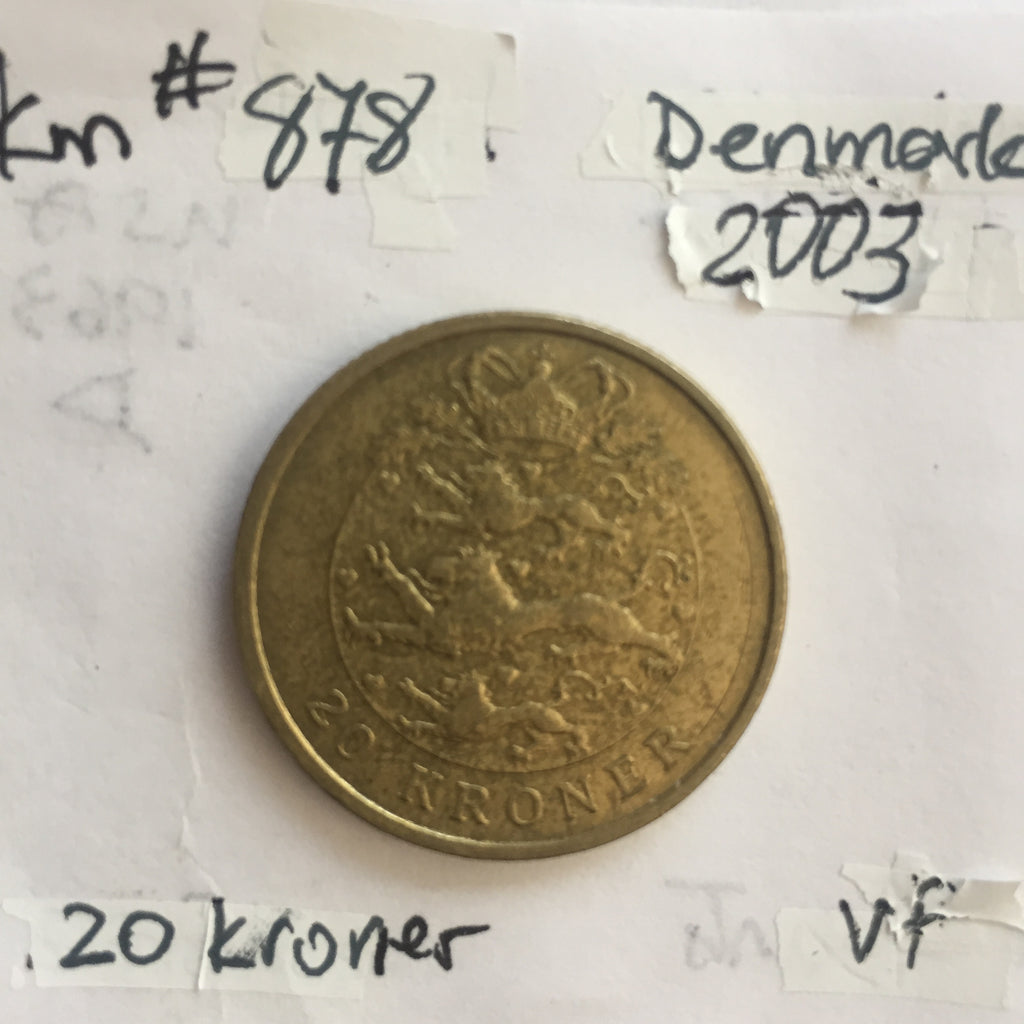 Km # 878
Denmark
2003
20 KRONER
20 kroner
Vf